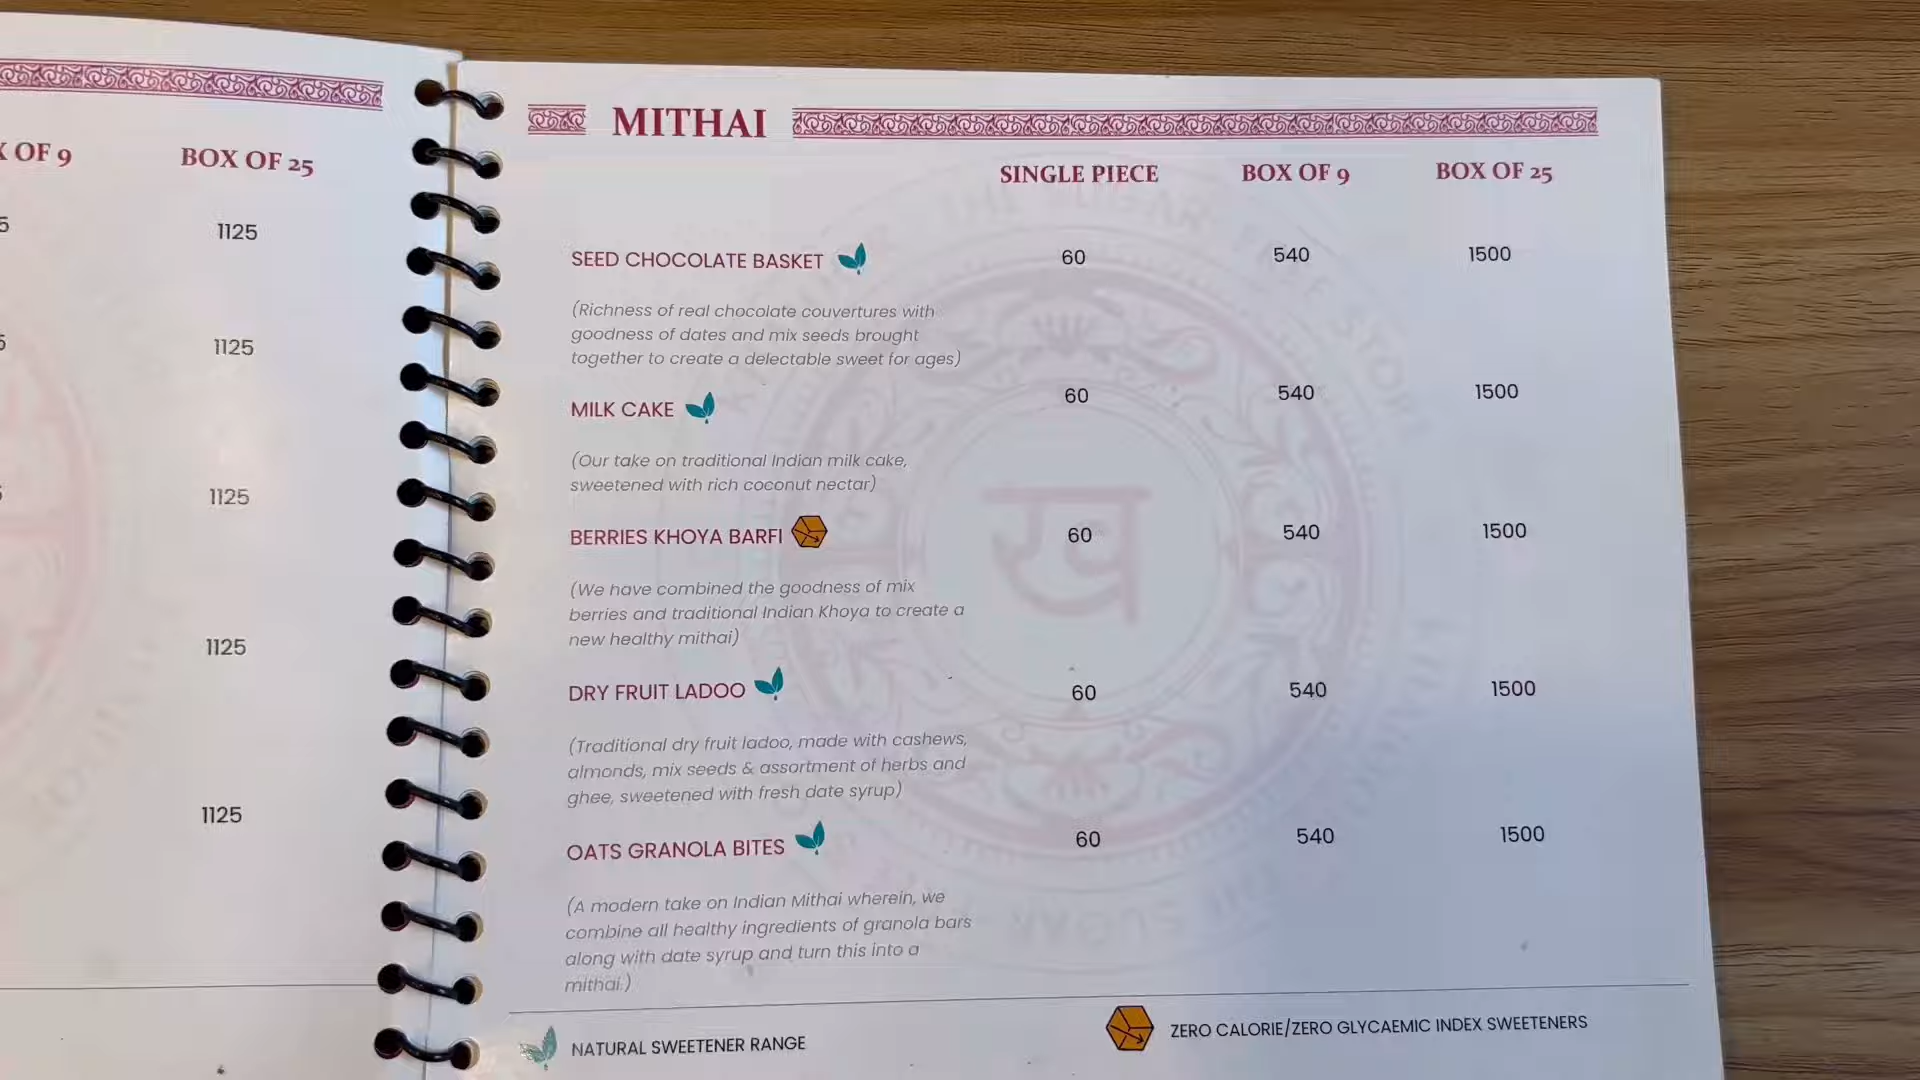 OF 9 BOX OF 25
1125
1125
1125
1125
1125
MITHAI
SINGLE PIECE BOX OF 9 BOX OF 25
SEED CHOCOLATE BASKET 60 540 1500
(Richness of real chocolate couvertures with
goodness of dates and mix seeds brought
together to create a delectable sweet for ages)
MILK CAKE 60 540 1500
(Our take on traditional Indian milk cake,
sweetened with rich coconut nectar)
BERRIES KHOYA BARFI 60 540 1500
(We have combined the goodness of mix
berries and traditional Indian Khoya to create a
new healthy mithai)
DRY FRUIT LADOO 60 540 1500
(Traditional dry fruit ladoo, made with cashews,
almonds, mix seeds & assortment of herbs and
ghee, sweetened with fresh date syrup)
OATS GRANOLA BITES 60 540 1500
(A modern take on Indian Mithai wherein, we
combine all healthy ingredients of granola bars
along with date syrup and turn this into a
mithai.)
NATURAL SWEETENER RANGE ZERO CALORIE/ZERO GLYCAEMIC INDEX SWEETENERS
ख